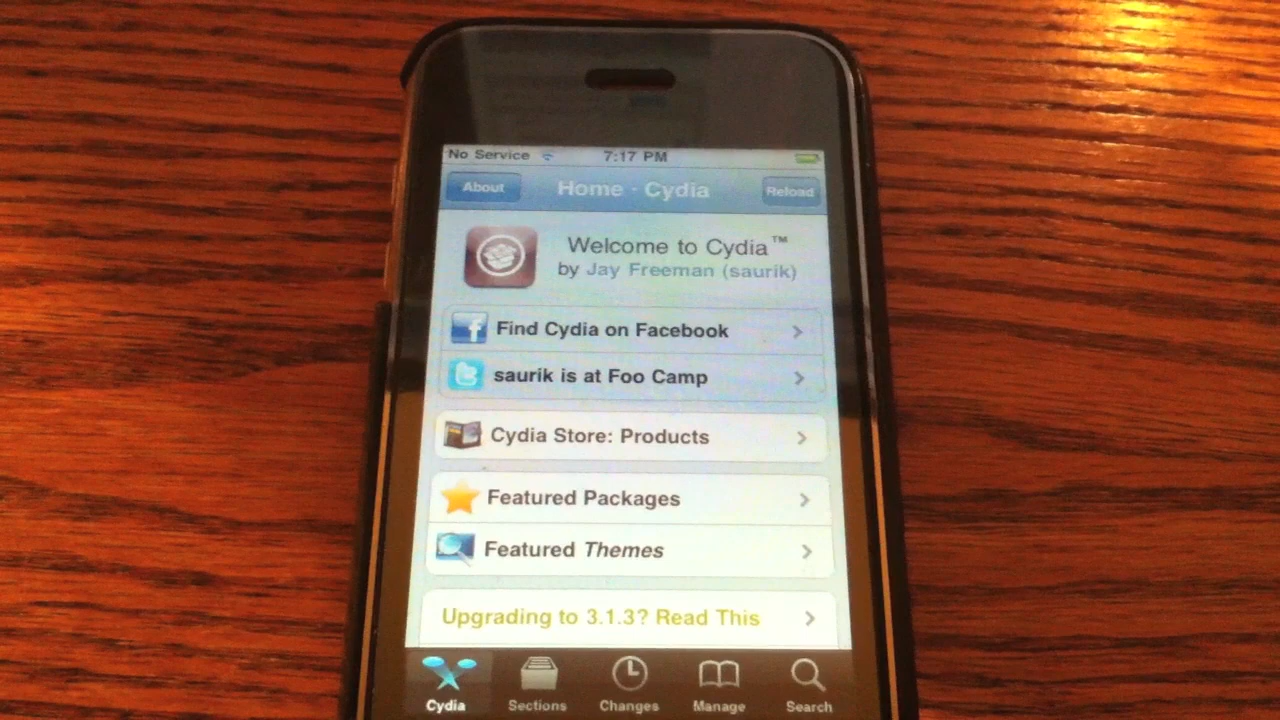 No Service 7:17 PM
About Home · Cydia Reload
Welcome to Cydia™
by Jay Freeman (saurik)
Find Cydia on Facebook
saurik is at Foo Camp
Cydia Store: Products
Featured Packages
Featured Themes
Upgrading to 3.1.3? Read This
Cydia Sections Changes Manage Search